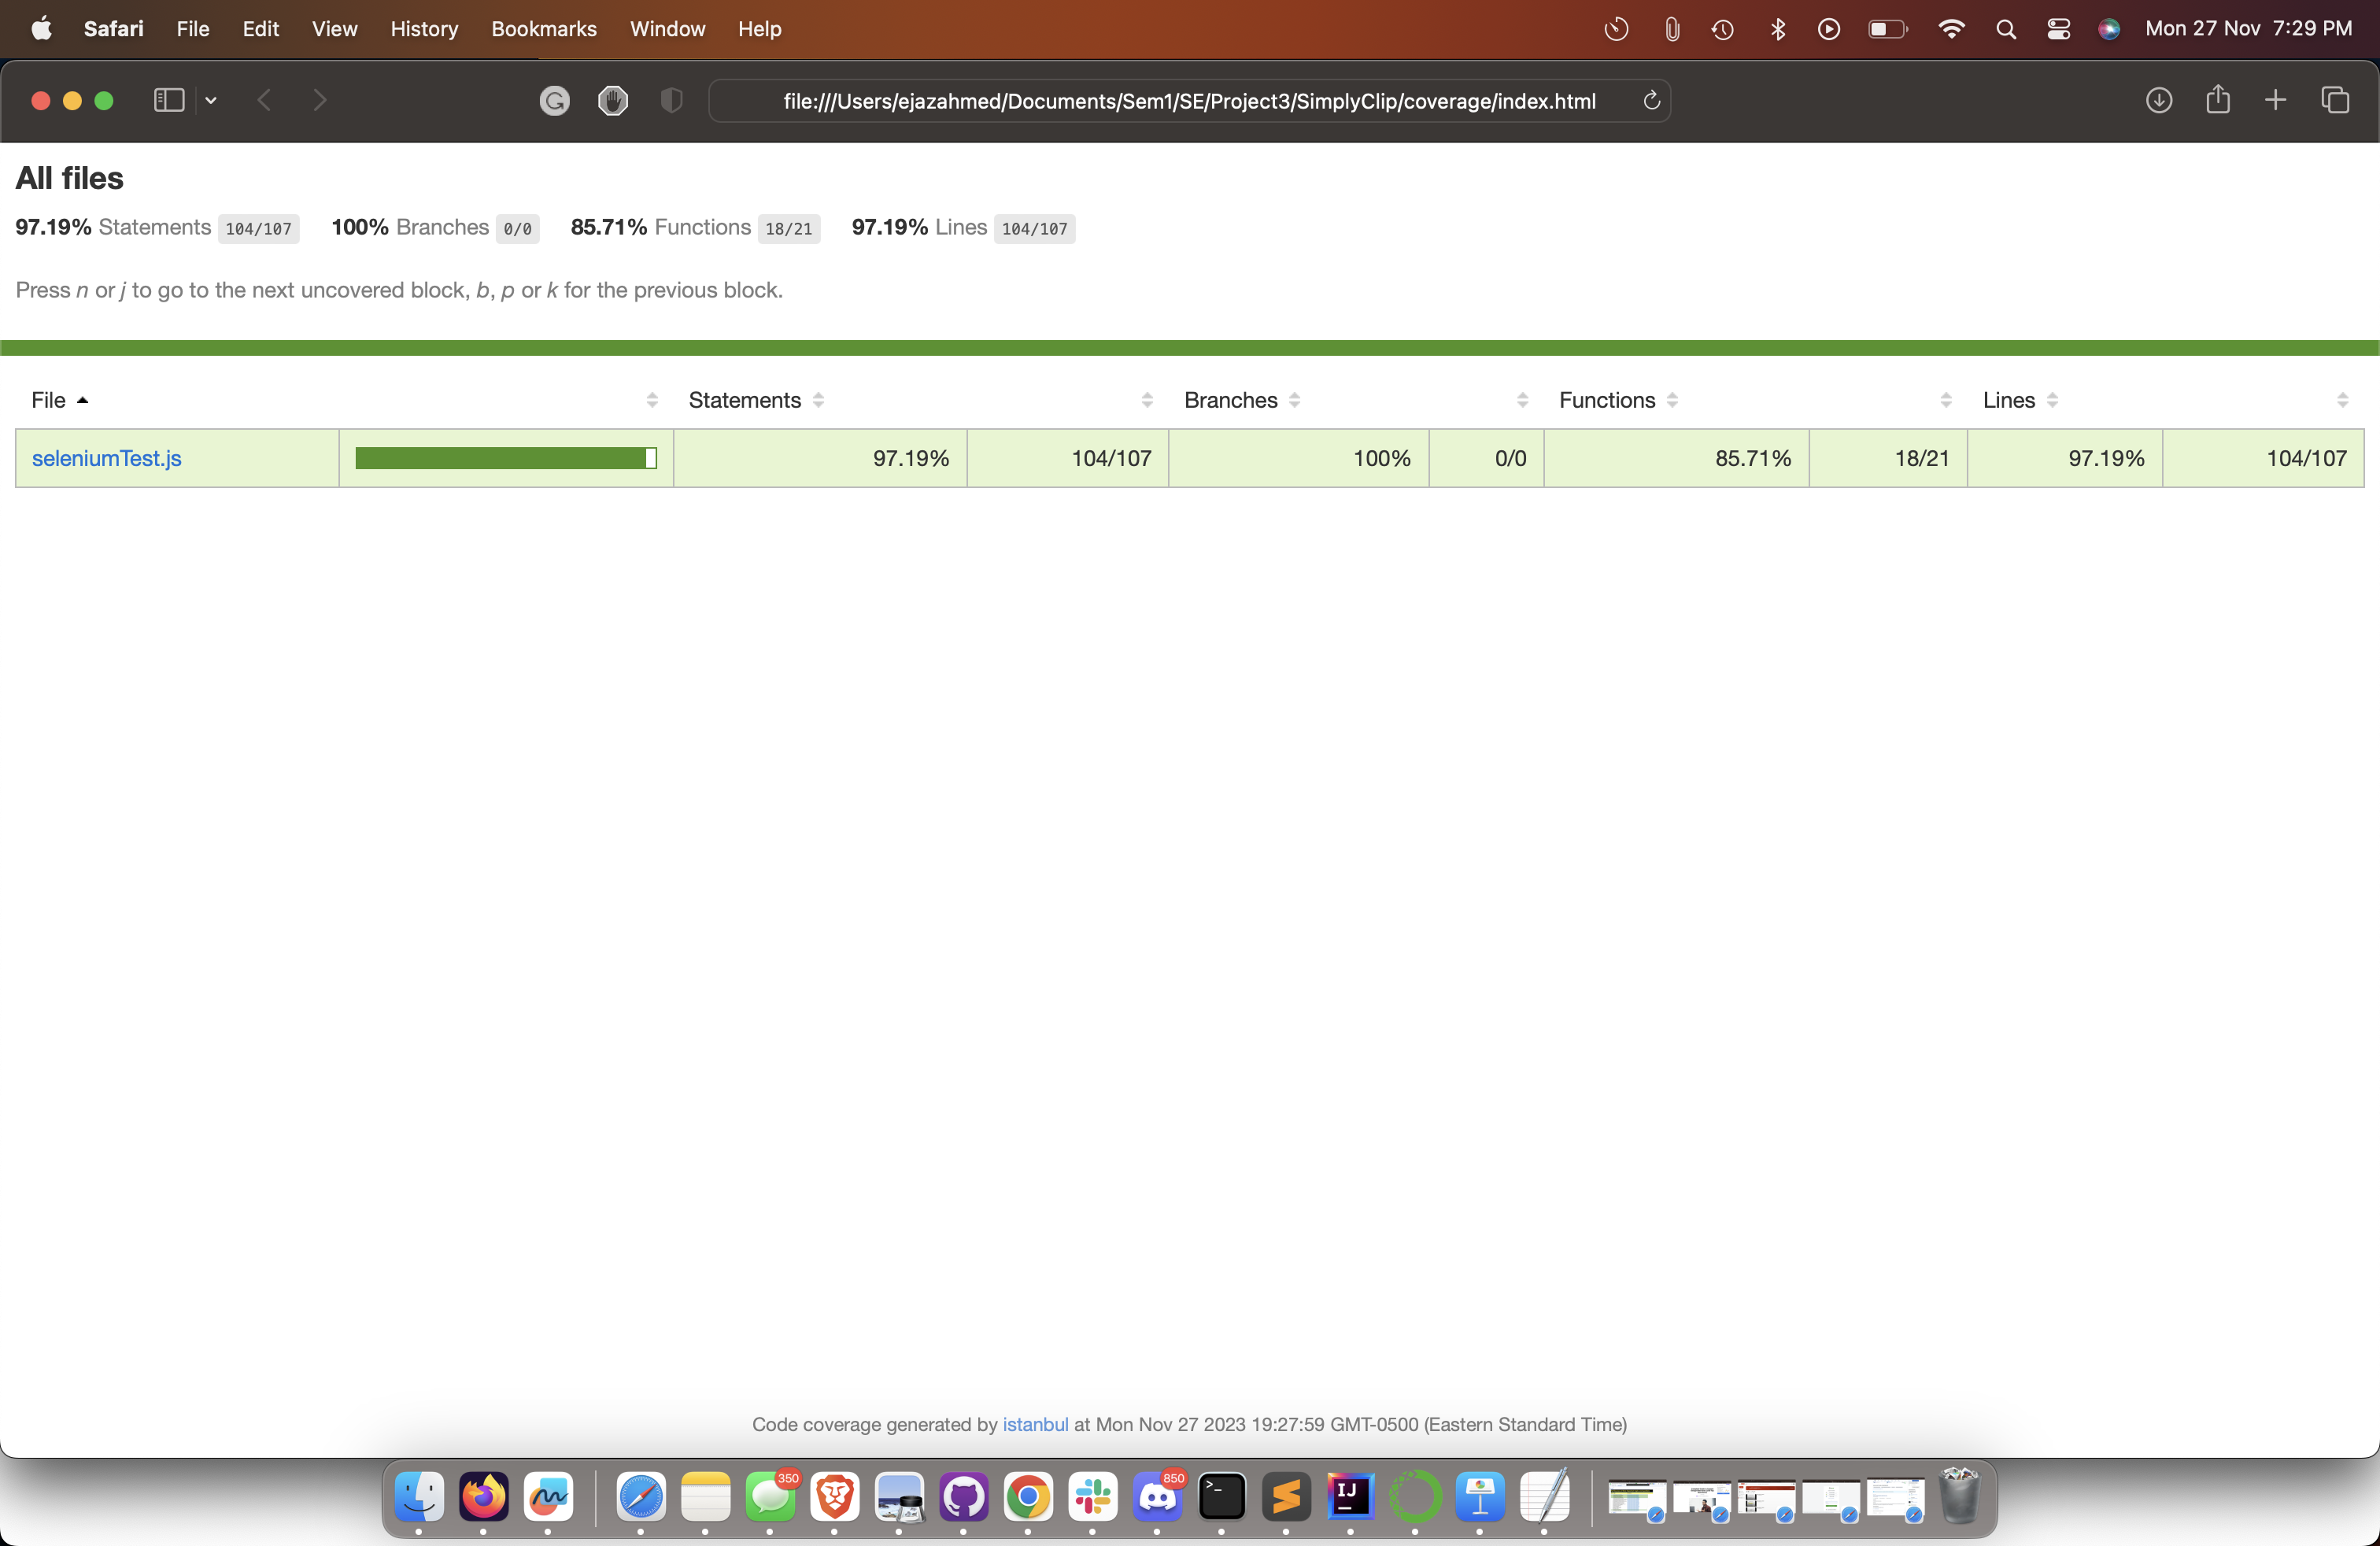 Safari File Edit View History Bookmarks Window Help Mon 27 Nov 7:29 PM
file:///Users/ejazahmed/Documents/Sem1/SE/Project3/SimplyClip/coverage/index.html
All files
97.19% Statements 104/107 100% Branches 0/0 85.71% Functions 18/21 97.19% Lines 104/107
Press n or j to go to the next uncovered block, b, p or k for the previous block.
File Statements Branches Functions Lines
seleniumTest.js 97.19% 104/107 100% 0/0 85.71% 18/21 97.19% 104/107
Code coverage generated by istanbul at Mon Nov 27 2023 19:27:59 GMT-0500 (Eastern Standard Time)
350 850
>_ IJ